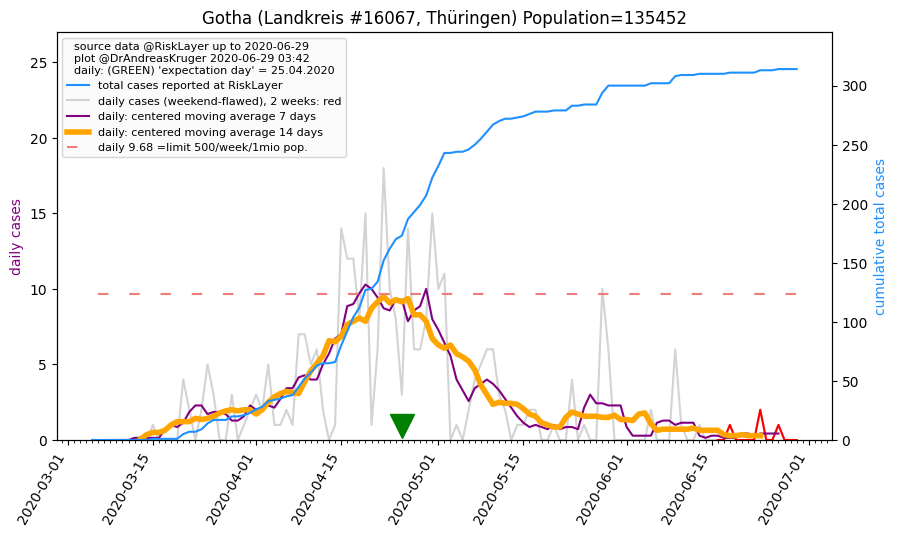 Gotha (Landkreis #16067, Thüringen) Population=135452
source data @RiskLayer up to 2020-06-29
plot @DrAndreasKruger 2020-06-29 03:42
daily: (GREEN) 'expectation day' = 25.04.2020
total cases reported at RiskLayer
daily cases (weekend-flawed), 2 weeks: red
daily: centered moving average 7 days
daily: centered moving average 14 days
daily 9.68 =limit 500/week/1mio pop.
daily cases
25
20
15
10
5
0
cumulative total cases
300
250
200
150
100
50
0
2020-03-01
2020-03-15
2020-04-01
2020-04-15
2020-05-01
2020-05-15
2020-06-01
2020-06-15
2020-07-01